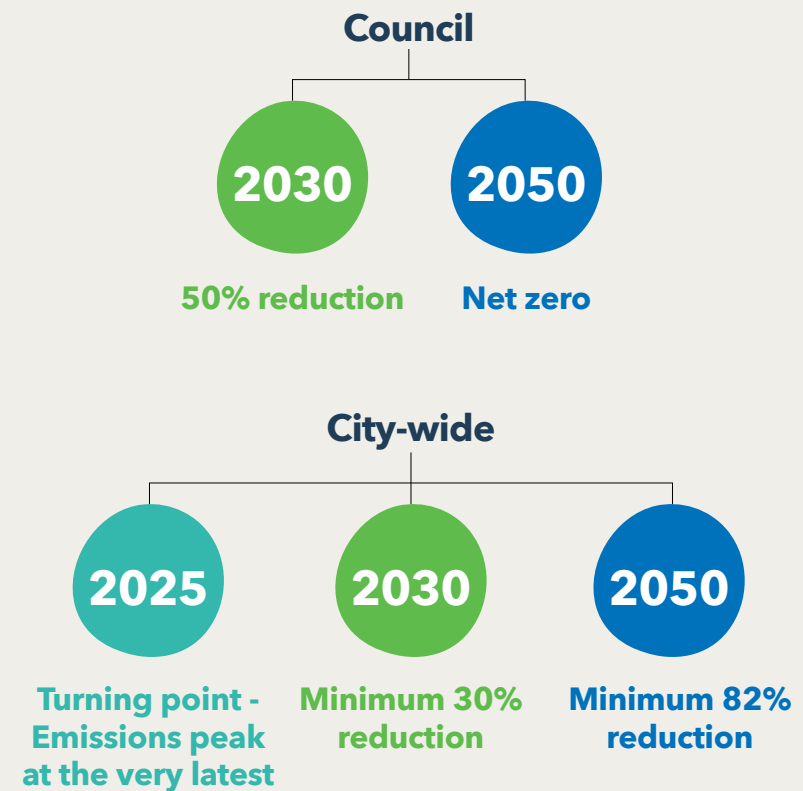 Council
2030
2050
50% reduction
Net zero
City-wide
2025
2030
2050
Turning point -
Emissions peak
at the very latest
Minimum 30%
reduction
Minimum 82%
reduction